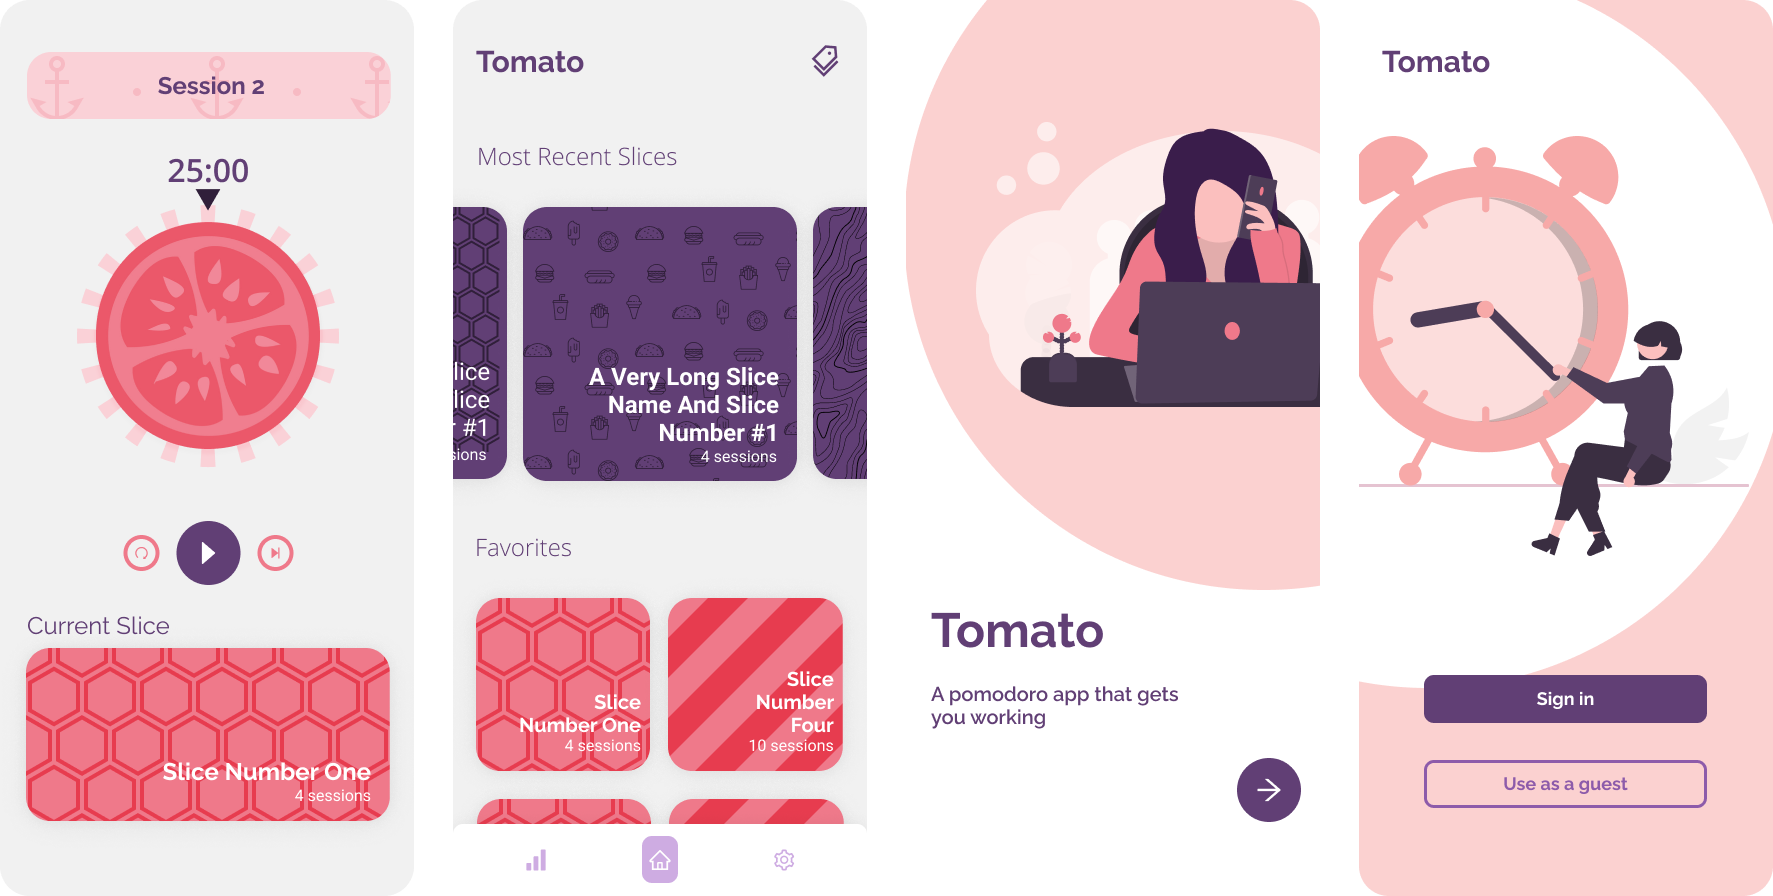 Session 2
25:00
Current Slice
Slice Number One
4 sessions
Tomato
Most Recent Slices
lice
lice
#1
sions
A Very Long Slice
Name And Slice
Number #1
4 sessions
Favorites
Slice
Number One
4 sessions
Slice
Number
Four
10 sessions
Tomato
A pomodoro app that gets
you working
Tomato
Sign in
Use as a guest